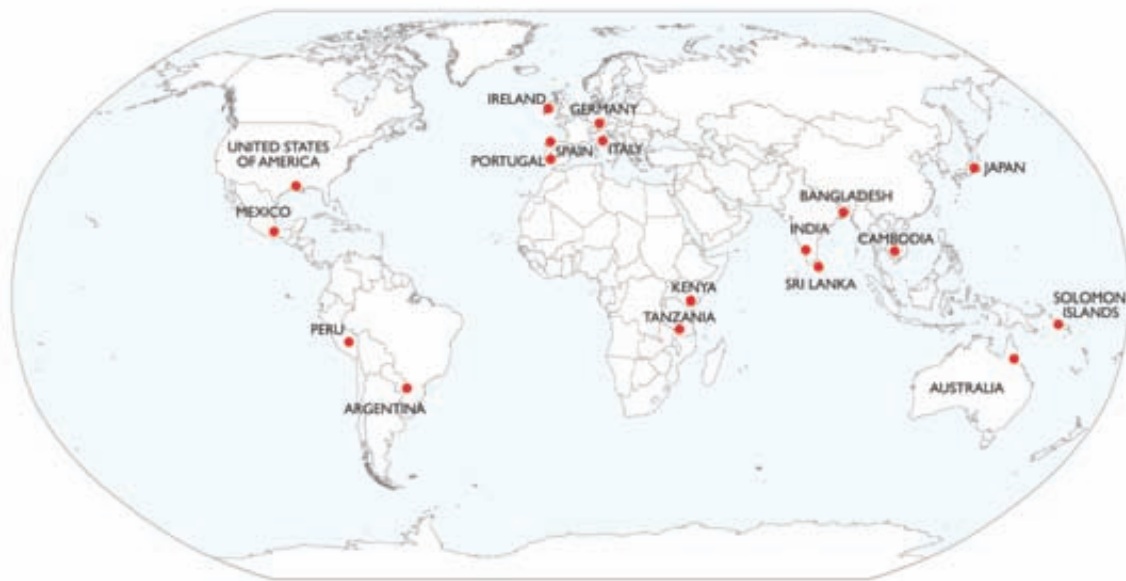 IRELAND
GERMANY
UNITED STATES
OF AMERICA
SPAIN
ITALY
PORTUGAL
JAPAN
BANGLADESH
MEXICO
INDIA
CAMBODIA
SRI LANKA
KENYA
SOLOMON
ISLANDS
TANZANIA
PERU
AUSTRALIA
ARGENTINA